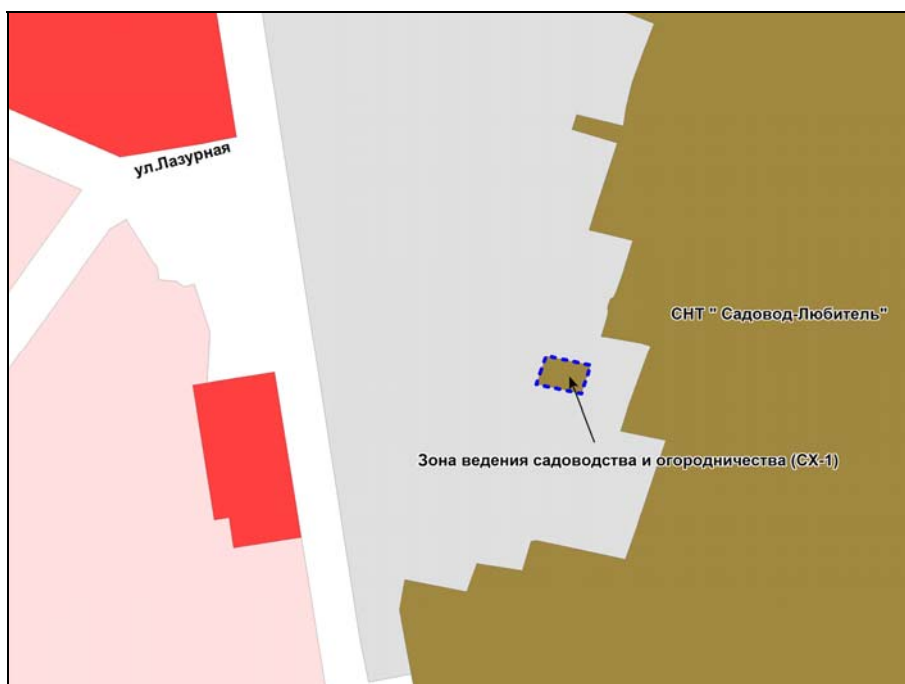 ул.Лазурная
СНТ " Садовод-Любитель"
Зона ведения садоводства и огородничества (СХ-1)